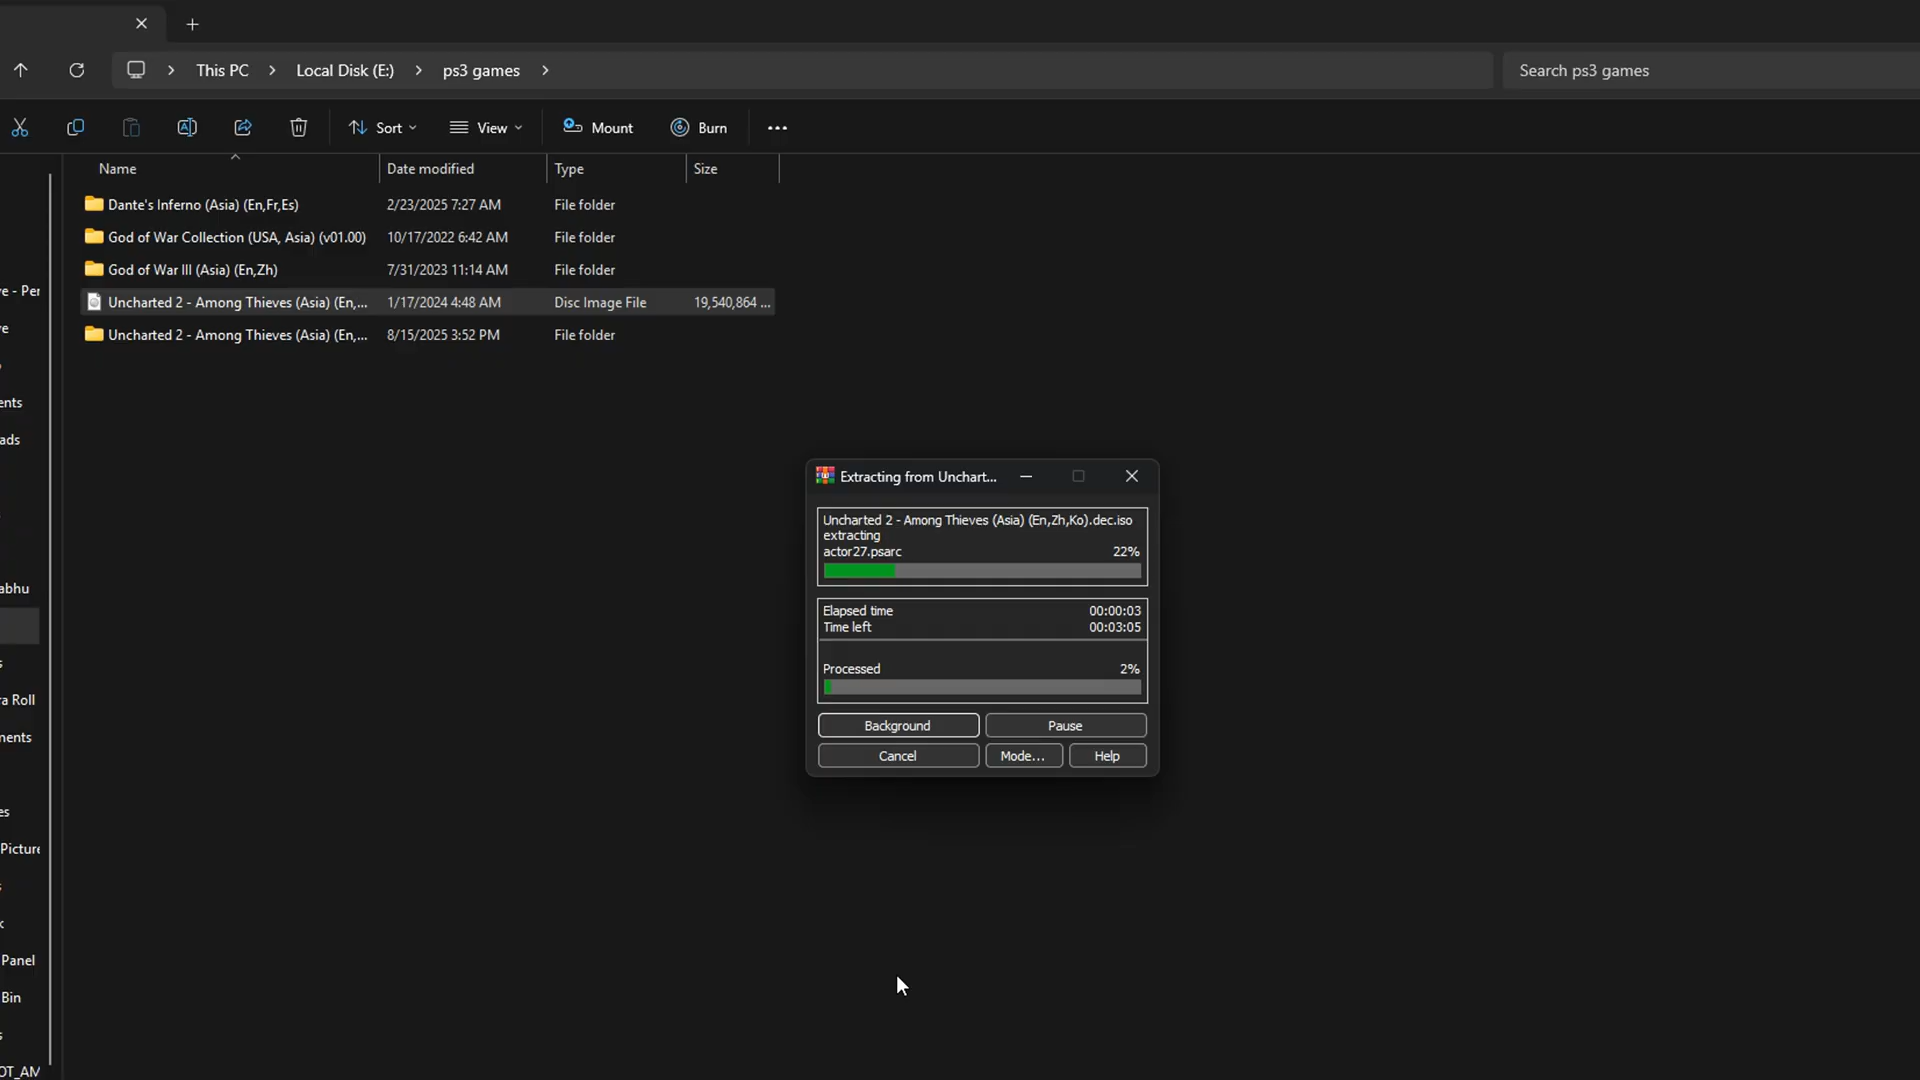 This PC
Local Disk (E:)
ps3 games
Search ps3 games
Sort
View
Mount
Burn
Name
Date modified
Type
Size
Dante's Inferno (Asia) (En,Fr,Es)
2/23/2025 7:27 AM
File folder
God of War Collection (USA, Asia) (v01.00)
10/17/2022 6:42 AM
File folder
God of War III (Asia) (En,Zh)
7/31/2023 11:14 AM
File folder
Uncharted 2 - Among Thieves (Asia) (En,...
1/17/2024 4:48 AM
Disc Image File
19,540,864 ...
Uncharted 2 - Among Thieves (Asia) (En,...
8/15/2025 3:52 PM
File folder
e - Per
ents
ads
abhu
a Roll
nents
es
Picture
Panel
Bin
OT_AM
Extracting from Unchart...
Uncharted 2 - Among Thieves (Asia) (En,Zh,Ko).dec.iso
extracting
actor27.psarc 22%
Elapsed time 00:00:03
Time left 00:03:05
Processed 2%
Background
Pause
Cancel
Mode...
Help